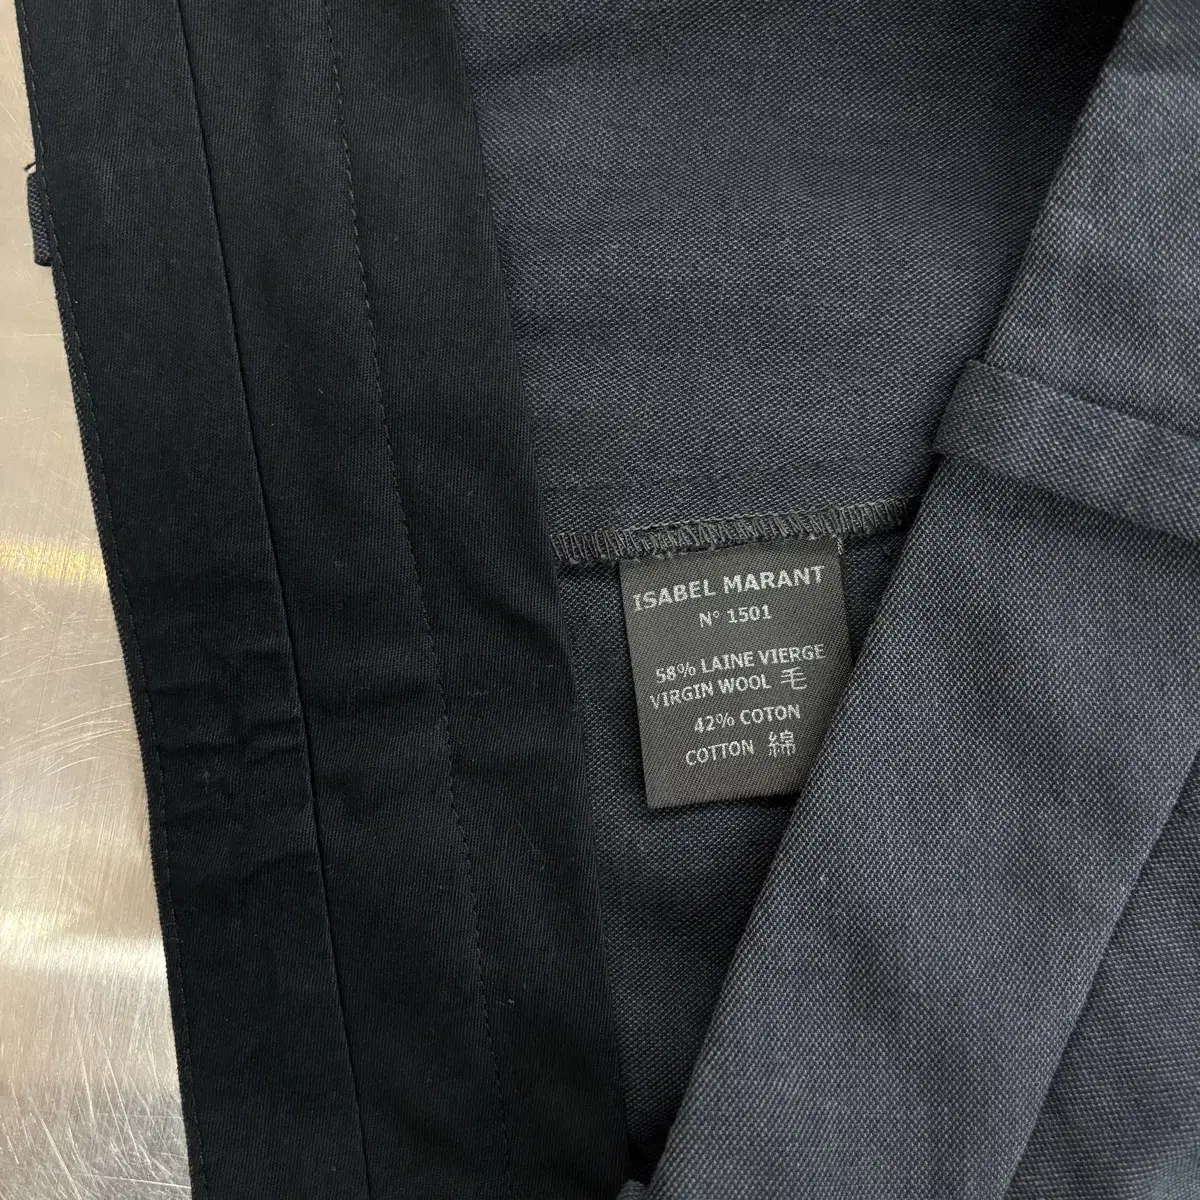 ISABEL MARANT
N° 1501
58% LAINE VIERGE
VIRGIN WOOL 毛
42% COTON
COTTON 綿